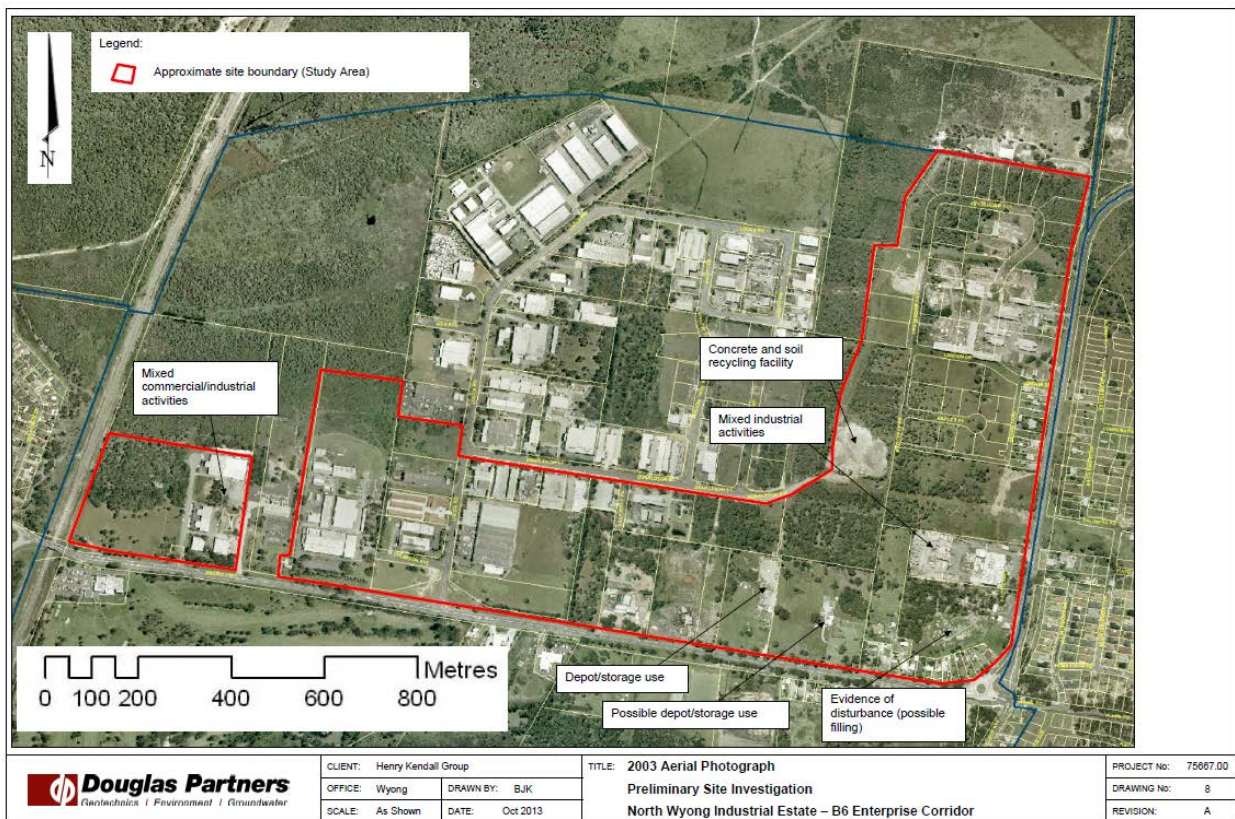 Legend:
Approximate site boundary (Study Area)
N
Mixed
commercial/industrial
activities
Concrete and soil
recycling facility
Mixed industrial
activities
Depot/storage use
Possible depot/storage use
Evidence of
disturbance (possible
filling)
Metres
0 100 200 400 600 800
Douglas Partners
Geotechnics | Environment | Groundwater
CLIENT: Henry Kendall Group
OFFICE: Wyong
DRAWN BY: BJK
SCALE: As Shown
DATE: Oct 2013
TITLE: 2003 Aerial Photograph
Preliminary Site Investigation
North Wyong Industrial Estate – B6 Enterprise Corridor
PROJECT No: 75667.00
DRAWING No: 8
REVISION: A